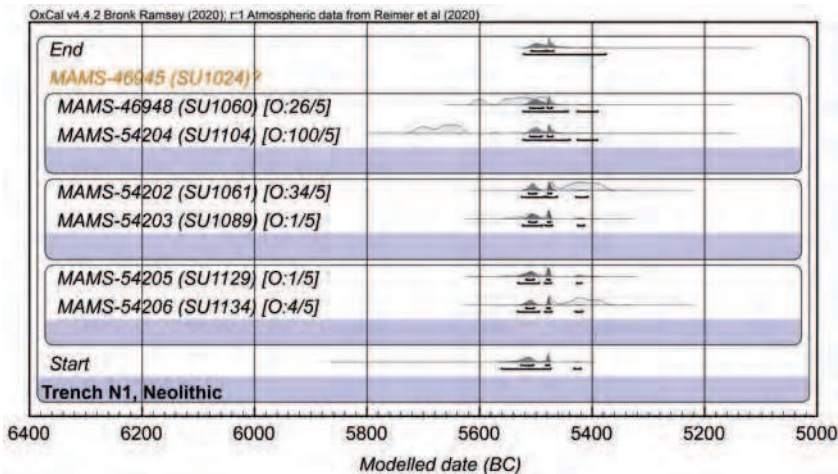 OxCal v4.4.2 Bronk Ramsey (2020); r:1 Atmospheric data from Reimer et al (2020)
End
MAMS-46945 (SU1024)?
MAMS-46948 (SU1060) [O:26/5]
MAMS-54204 (SU1104) [O:100/5]
MAMS-54202 (SU1061) [O:34/5]
MAMS-54203 (SU1089) [O:1/5]
MAMS-54205 (SU1129) [O:1/5]
MAMS-54206 (SU1134) [O:4/5]
Start
Trench N1, Neolithic
6400 6200 6000 5800 5600 5400 5200 5000
Modelled date (BC)